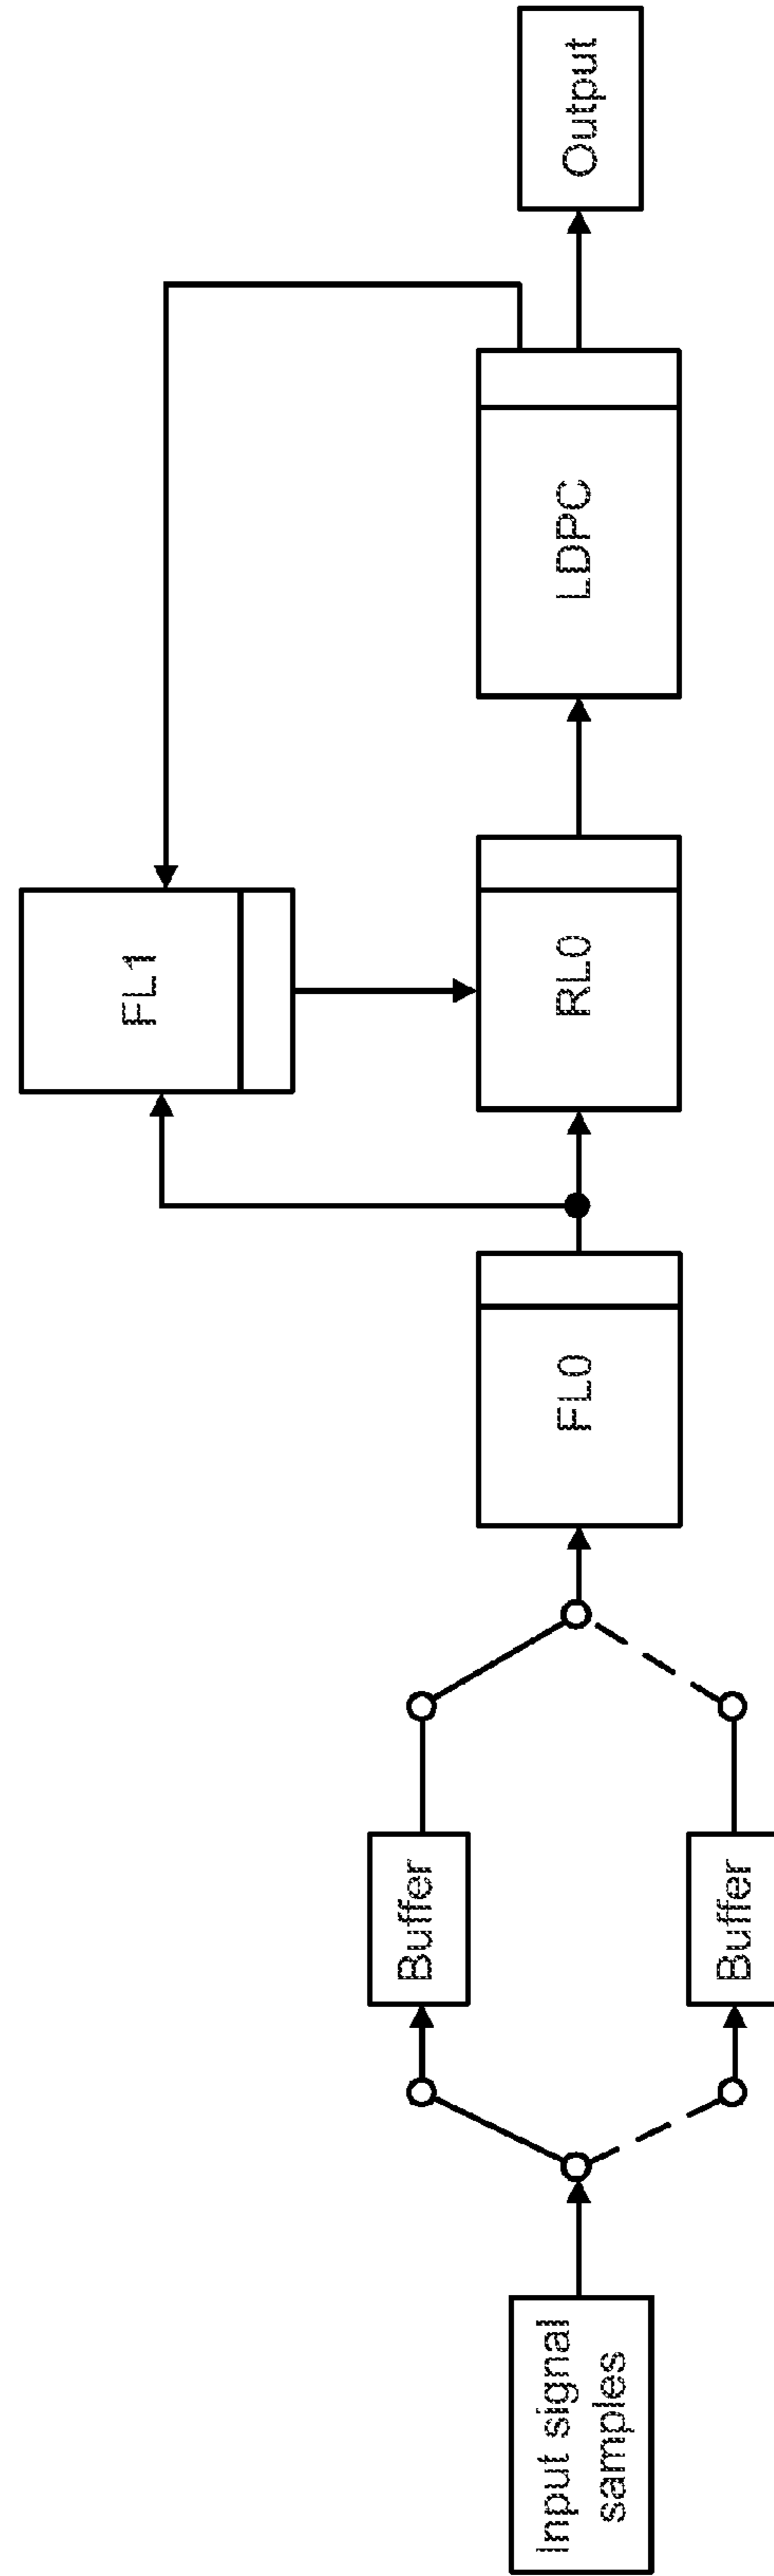 Input signal
samples
Buffer
Buffer
FL0
FL1
RL0
LDPC
Output